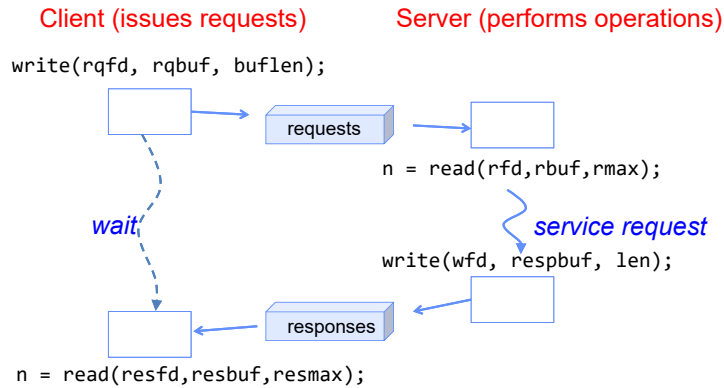 Client (issues requests)
Server (performs operations)
write(rqfd, rqbuf, buflen);
requests
n = read(rfd,rbuf,rmax);
wait
service request
write(wfd, respbuf, len);
responses
n = read(resfd,resbuf,resmax);